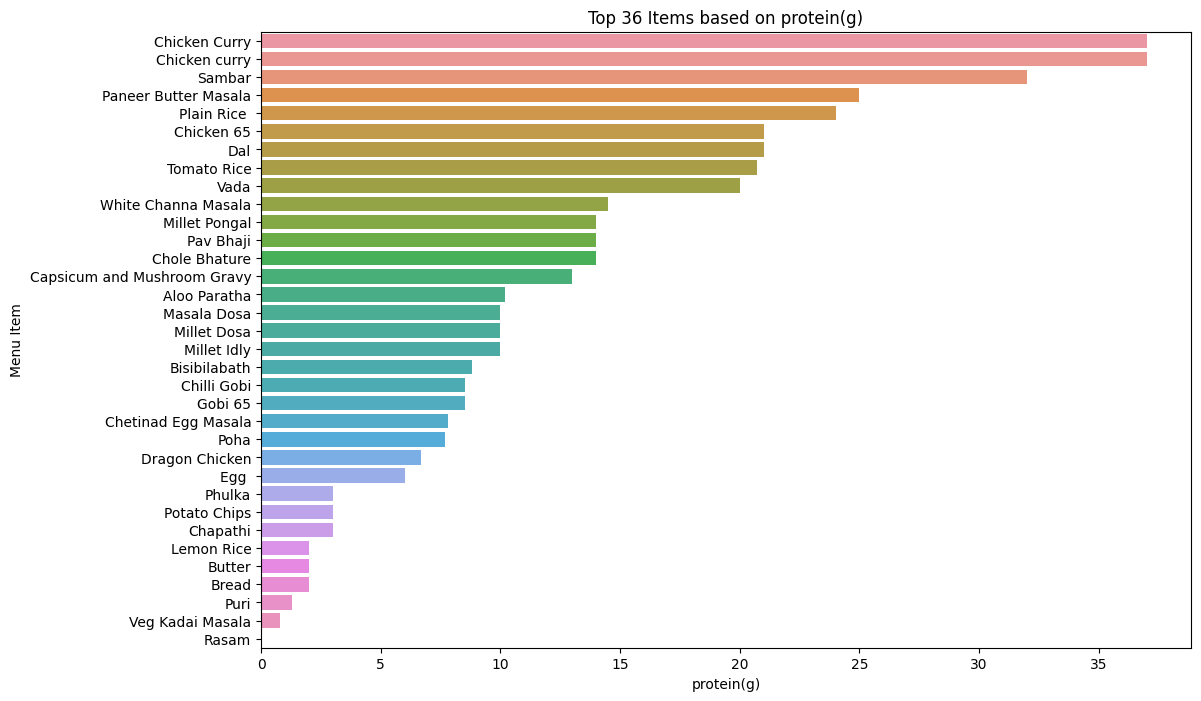 Top 36 Items based on protein(g)
Chicken Curry
Chicken curry
Sambar
Paneer Butter Masala
Plain Rice
Chicken 65
Dal
Tomato Rice
Vada
White Channa Masala
Millet Pongal
Pav Bhaji
Chole Bhature
Capsicum and Mushroom Gravy
Aloo Paratha
Masala Dosa
Millet Dosa
Millet Idly
Bisibilabath
Chilli Gobi
Gobi 65
Chetinad Egg Masala
Poha
Dragon Chicken
Egg
Phulka
Potato Chips
Chapathi
Lemon Rice
Butter
Bread
Puri
Veg Kadai Masala
Rasam
Menu Item
0 5 10 15 20 25 30 35
protein(g)